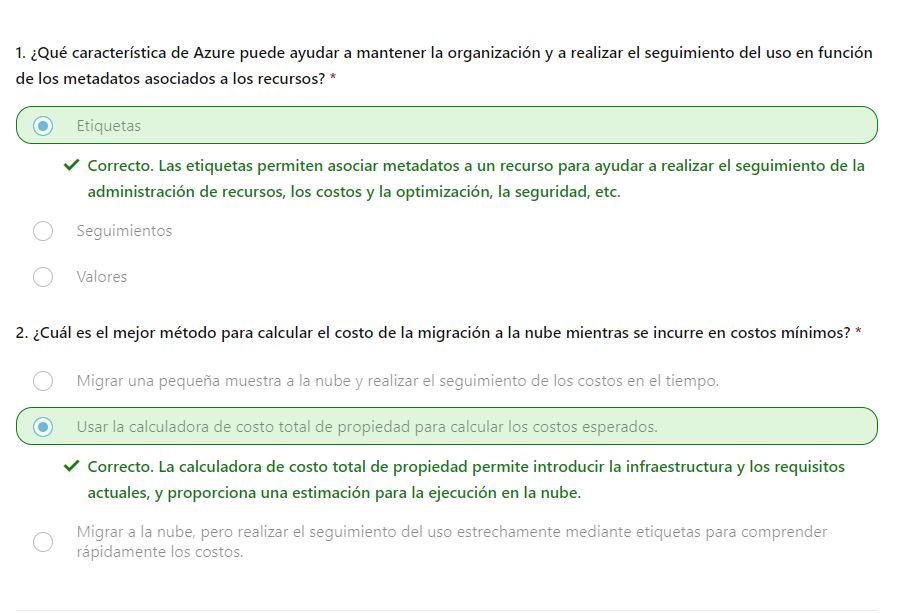 1. ¿Qué característica de Azure puede ayudar a mantener la organización y a realizar el seguimiento del uso en función
de los metadatos asociados a los recursos? *
Etiquetas
Correcto. Las etiquetas permiten asociar metadatos a un recurso para ayudar a realizar el seguimiento de la
administración de recursos, los costos y la optimización, la seguridad, etc.
Seguimientos
Valores
2. ¿Cuál es el mejor método para calcular el costo de la migración a la nube mientras se incurre en costos mínimos? *
Migrar una pequeña muestra a la nube y realizar el seguimiento de los costos en el tiempo.
Usar la calculadora de costo total de propiedad para calcular los costos esperados.
Correcto. La calculadora de costo total de propiedad permite introducir la infraestructura y los requisitos
actuales, y proporciona una estimación para la ejecución en la nube.
Migrar a la nube, pero realizar el seguimiento del uso estrechamente mediante etiquetas para comprender
rápidamente los costos.